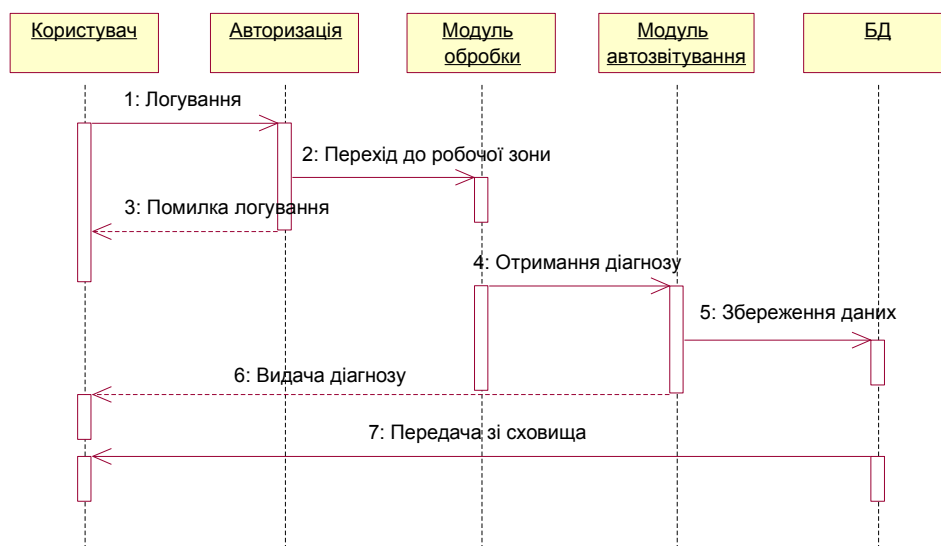 Користувач
Авторизація
Модуль
обробки
Модуль
автозвітування
БД
1: Логування
2: Перехід до робочої зони
3: Помилка логування
4: Отримання діагнозу
5: Збереження даних
6: Видача діагнозу
7: Передача зі сховища